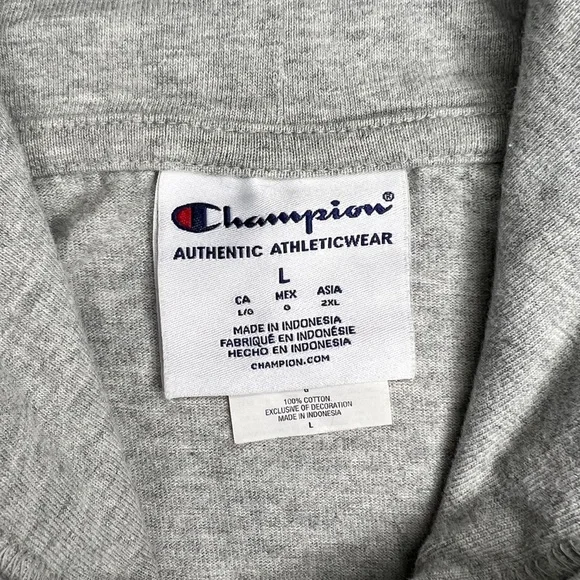 Champion®
AUTHENTIC ATHLETICWEAR
L
CA MEX ASIA
L/G G 2XL
MADE IN INDONESIA
FABRIQUÉ EN INDONÉSIE
HECHO EN INDONESIA
CHAMPION.COM
100% COTTON
EXCLUSIVE OF DECORATION
MADE IN INDONESIA
L